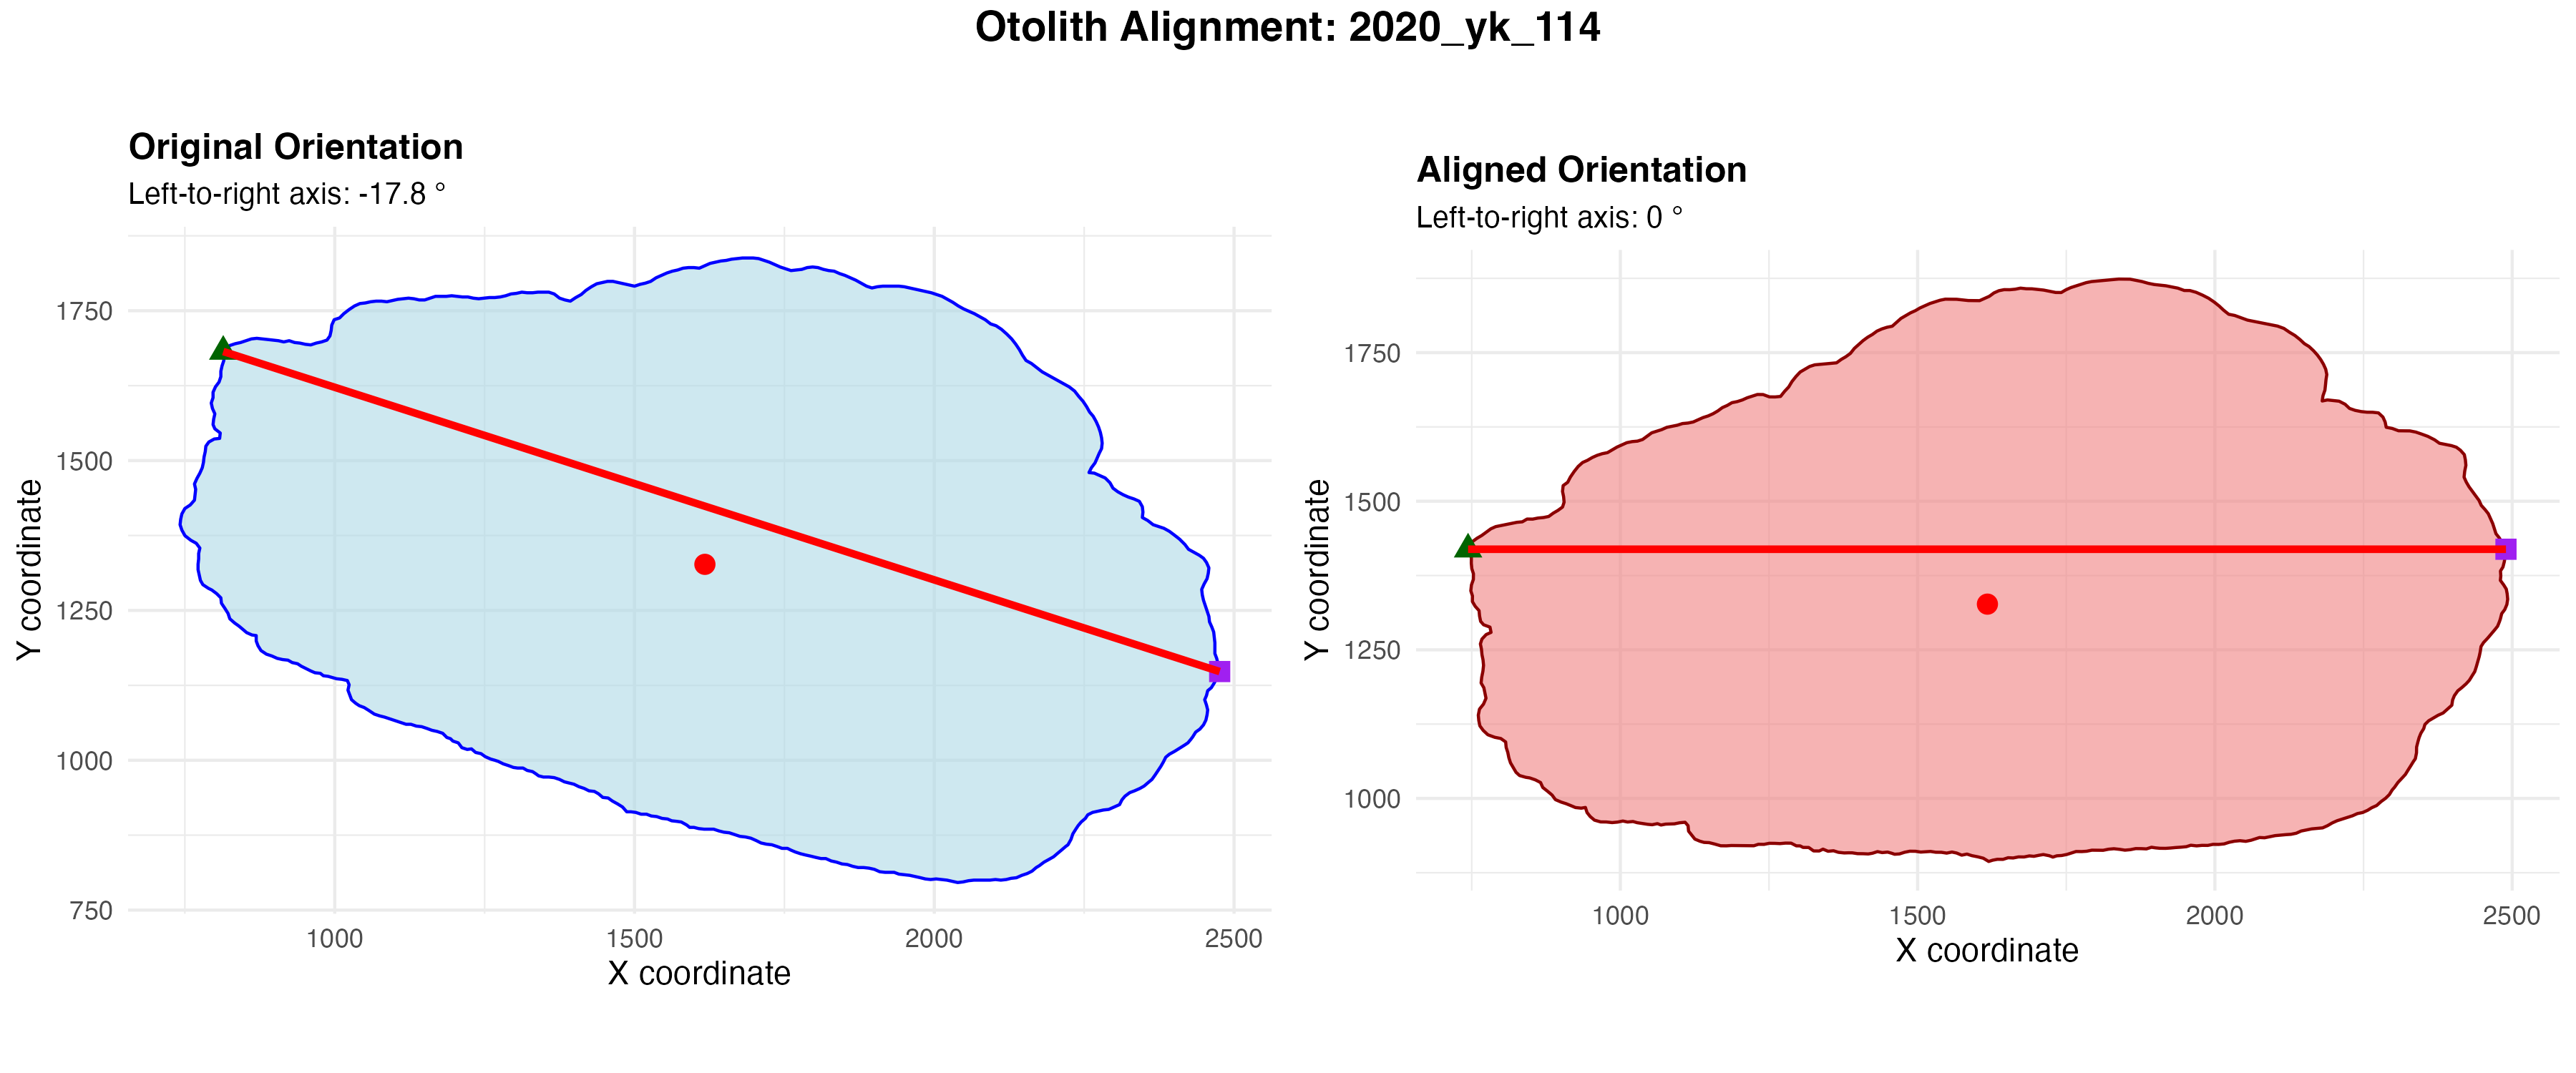 Otolith Alignment: 2020_yk_114
Original Orientation
Left-to-right axis: -17.8 °
1750
1500
1250
1000
750
Y coordinate
1000 1500 2000 2500
X coordinate
Aligned Orientation
Left-to-right axis: 0 °
1750
1500
1250
1000
Y coordinate
1000 1500 2000 2500
X coordinate